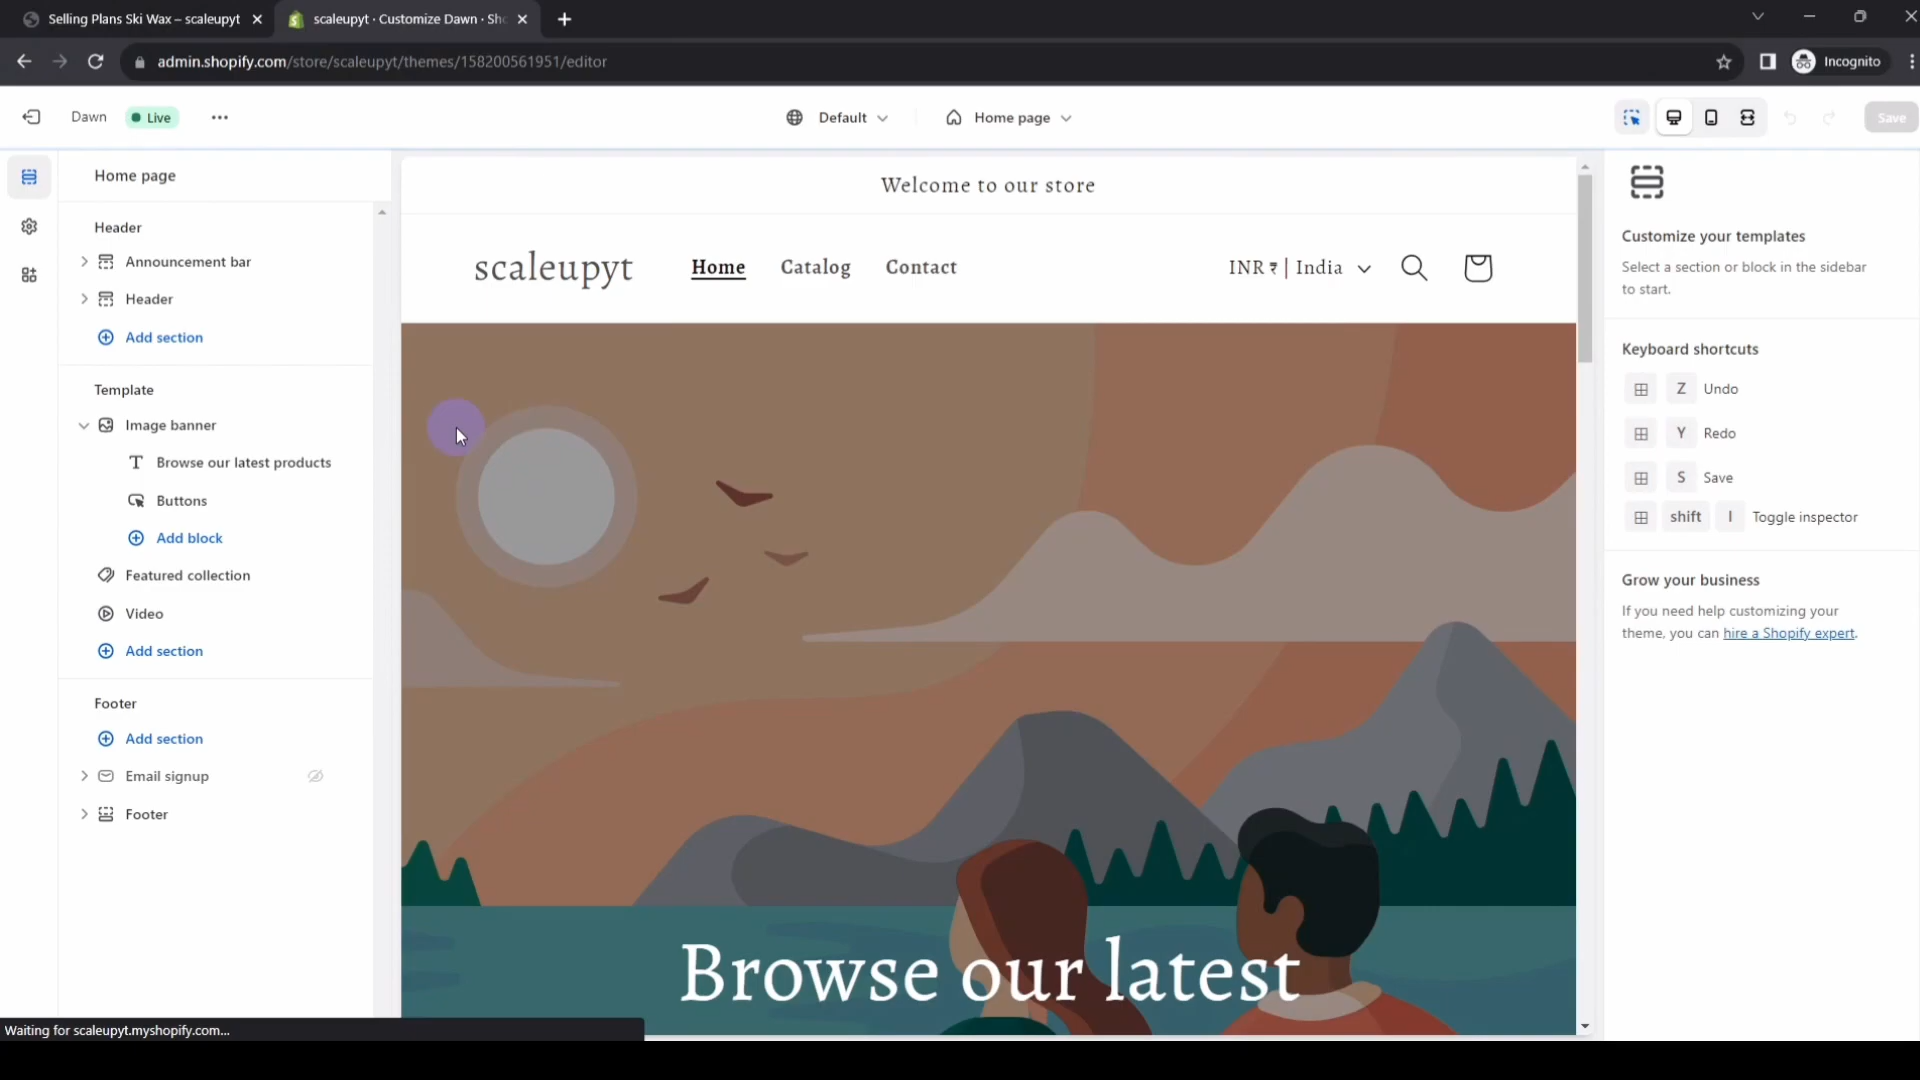 Selling Plans Ski Wax – scaleupyt
scaleupyt · Customize Dawn · Sho
admin.shopify.com/store/scaleupyt/themes/158200561951/editor
Incognito
Dawn
Live
Default
Home page
Save
Home page
Header
Announcement bar
Header
Add section
Template
Image banner
Browse our latest products
Buttons
Add block
Featured collection
Video
Add section
Footer
Add section
Email signup
Footer
Welcome to our store
scaleupyt
Home
Catalog
Contact
INR ₹ | India
Browse our latest
Customize your templates
Select a section or block in the sidebar
to start.
Keyboard shortcuts
Z Undo
Y Redo
S Save
shift I Toggle inspector
Grow your business
If you need help customizing your
theme, you can hire a Shopify expert.
Waiting for scaleupyt.myshopify.com...